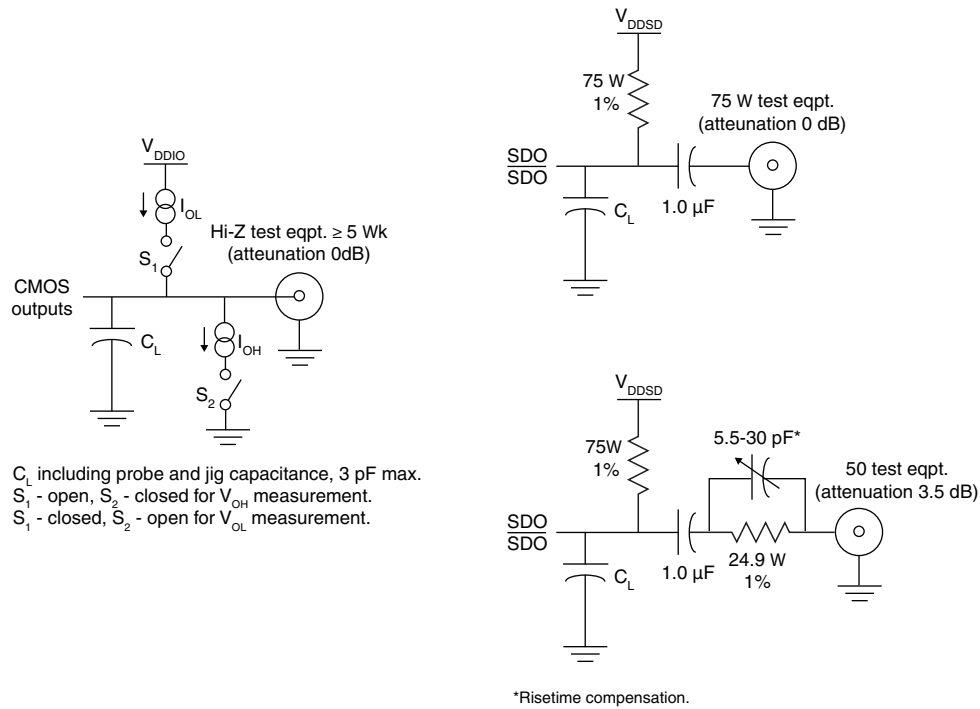 V_DDIO
I_OL
S_1
Hi-Z test eqpt. ≥ 5 Wk
(atteunation 0dB)
CMOS
outputs
C_L
I_OH
S_2
C_L including probe and jig capacitance, 3 pF max.
S_1 - open, S_2 - closed for V_OH measurement.
S_1 - closed, S_2 - open for V_OL measurement.
V_DDSD
75 W
1%
75 W test eqpt.
(atteunation 0 dB)
SDO
SDO
C_L
1.0 µF
V_DDSD
75W
1%
5.5-30 pF*
50 test eqpt.
(attenuation 3.5 dB)
SDO
SDO
C_L
1.0 µF
24.9 W
1%
*Risetime compensation.